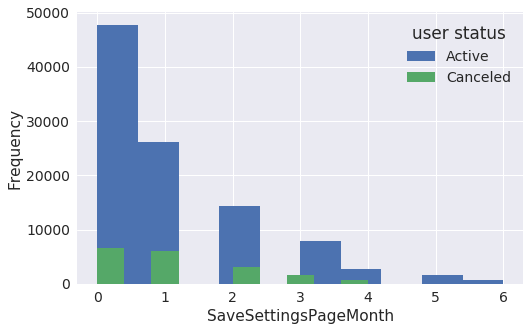 50000
40000
30000
20000
10000
0
Frequency
user status
Active
Canceled
0 1 2 3 4 5 6
SaveSettingsPageMonth